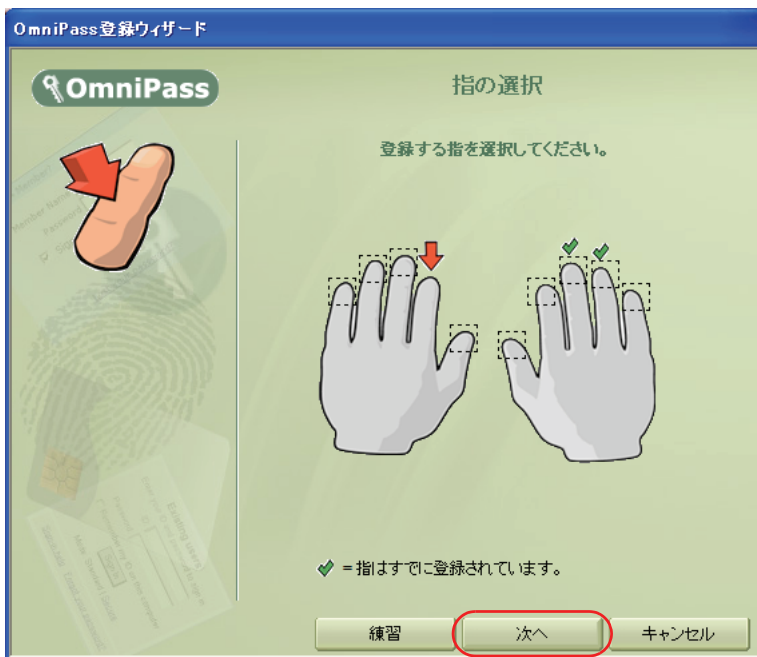 OmniPass登録ウィザード
OmniPass
指の選択
登録する指を選択してください。
=指はすでに登録されています。
練習
次へ
キャンセル